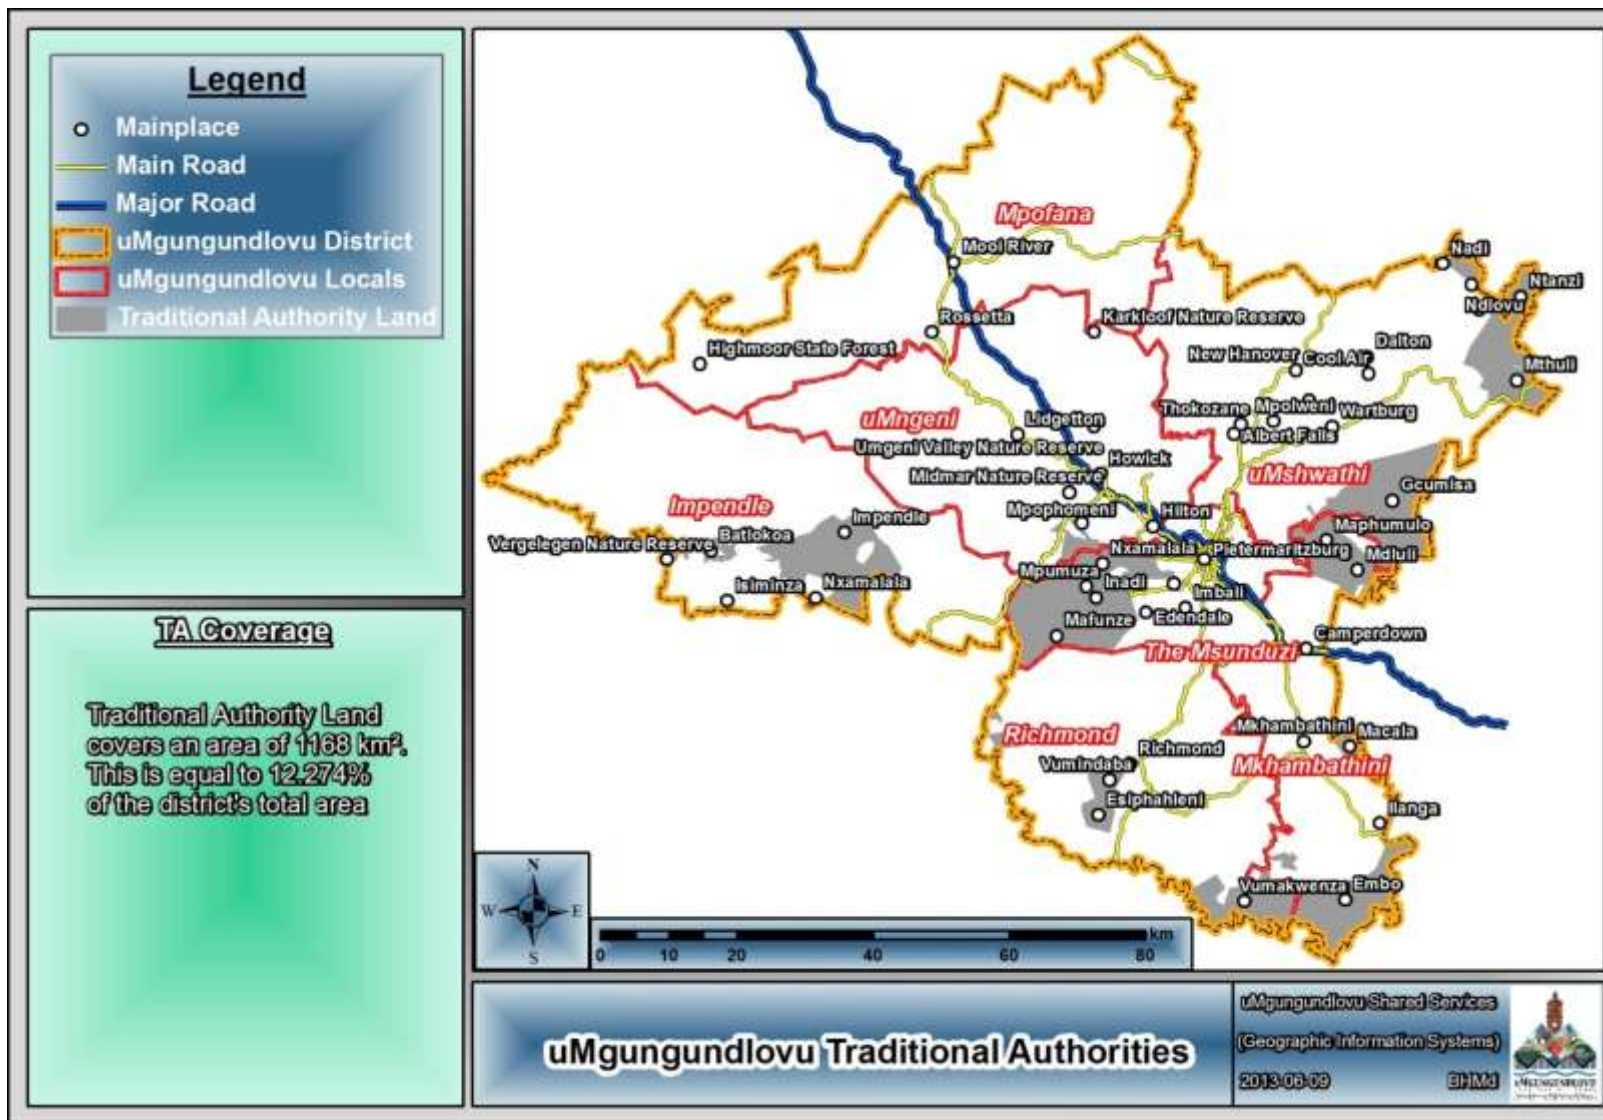 Legend
Mainplace
Main Road
Major Road
uMgungundlovu District
uMgungundlovu Locals
Traditional Authority Land
TA Coverage
Traditional Authority Land
covers an area of 1168 km².
This is equal to 12.274%
of the district's total area
Mpofana
Mooi River
Nadi
Ntanzi
Ndlovu
Rossetta
Karkloof Nature Reserve
Highmoor State Forest
Dalton
New Hanover
Cool Air
Mthuli
uMngeni
Lidgetton
Thokozane
Mpolweni
Wartburg
Albert Falls
Umgeni Valley Nature Reserve
Howick
Midmar Nature Reserve
uMshwathi
Gcumisa
Impendle
Impendle
Mpophomeni
Hilton
Maphumulo
Batlokoa
Vergelegen Nature Reserve
Nxamalala
Pietermaritzburg
Mdluli
Isiminza
Nxamalala
Mpumuza
Inadi
Imbali
Mafunze
Edendale
Camperdown
The Msunduzi
Richmond
Mkhambathini
Macala
Richmond
Vumindaba
Mkhambathini
Esiphahleni
Ilanga
Vumakwenza
Embo
N
W
E
S
km
0 10 20 40 60 80
uMgungundlovu Traditional Authorities
uMgungundlovu Shared Services
(Geographic Information Systems)
2013-06-09 BHMd
uMGUNGUNDLOVU